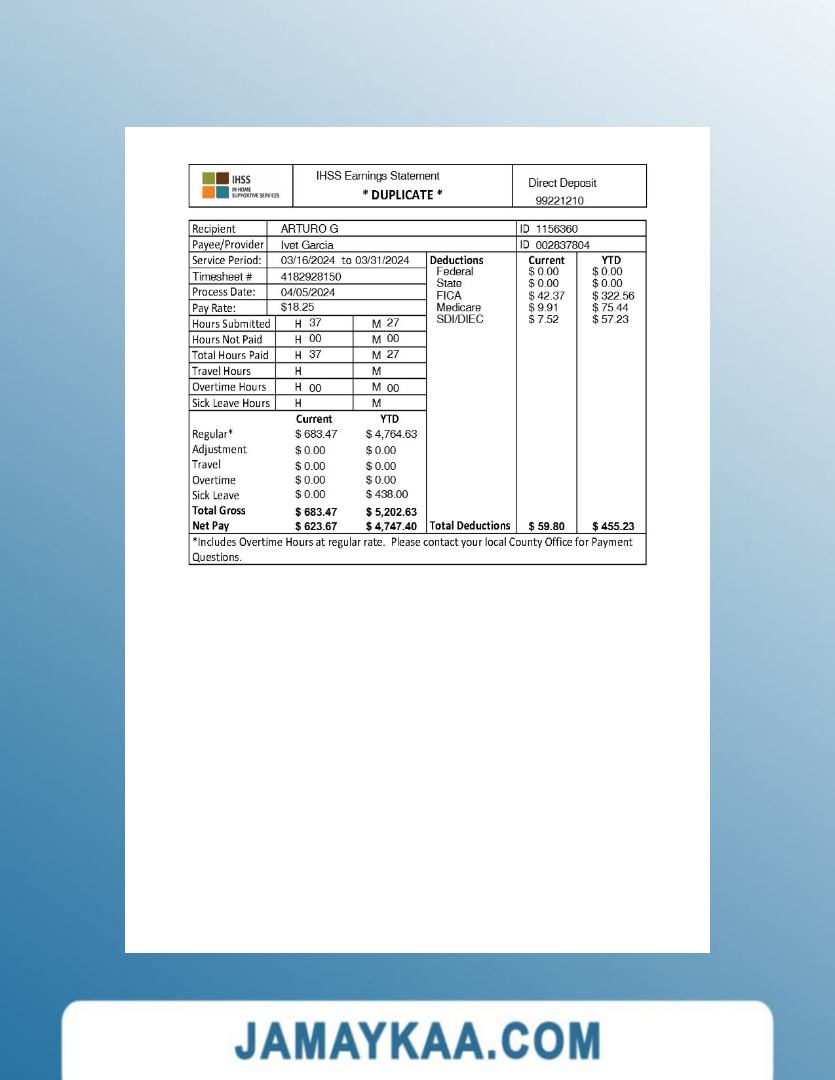 IHSS
IN-HOME
SUPPORTIVE SERVICES
IHSS Earnings Statement
* DUPLICATE *
Direct Deposit
99221210
Recipient ARTURO G ID 1156360
Payee/Provider Ivet Garcia ID 002837804
Service Period: 03/16/2024 to 03/31/2024
Timesheet # 4182928150
Process Date: 04/05/2024
Pay Rate: $18.25
Hours Submitted H 37 M 27
Hours Not Paid H 00 M 00
Total Hours Paid H 37 M 27
Travel Hours H M
Overtime Hours H 00 M 00
Sick Leave Hours H M
Current YTD
Regular* $ 683.47 $ 4,764.63
Adjustment $ 0.00 $ 0.00
Travel $ 0.00 $ 0.00
Overtime $ 0.00 $ 0.00
Sick Leave $ 0.00 $ 438.00
Total Gross $ 683.47 $ 5,202.63
Net Pay $ 623.67 $ 4,747.40
Deductions Current YTD
Federal $ 0.00 $ 0.00
State $ 0.00 $ 0.00
FICA $ 42.37 $ 322.56
Medicare $ 9.91 $ 75.44
SDI/DIEC $ 7.52 $ 57.23
Total Deductions $ 59.80 $ 455.23
*Includes Overtime Hours at regular rate. Please contact your local County Office for Payment
Questions.
JAMAYKAA.COM